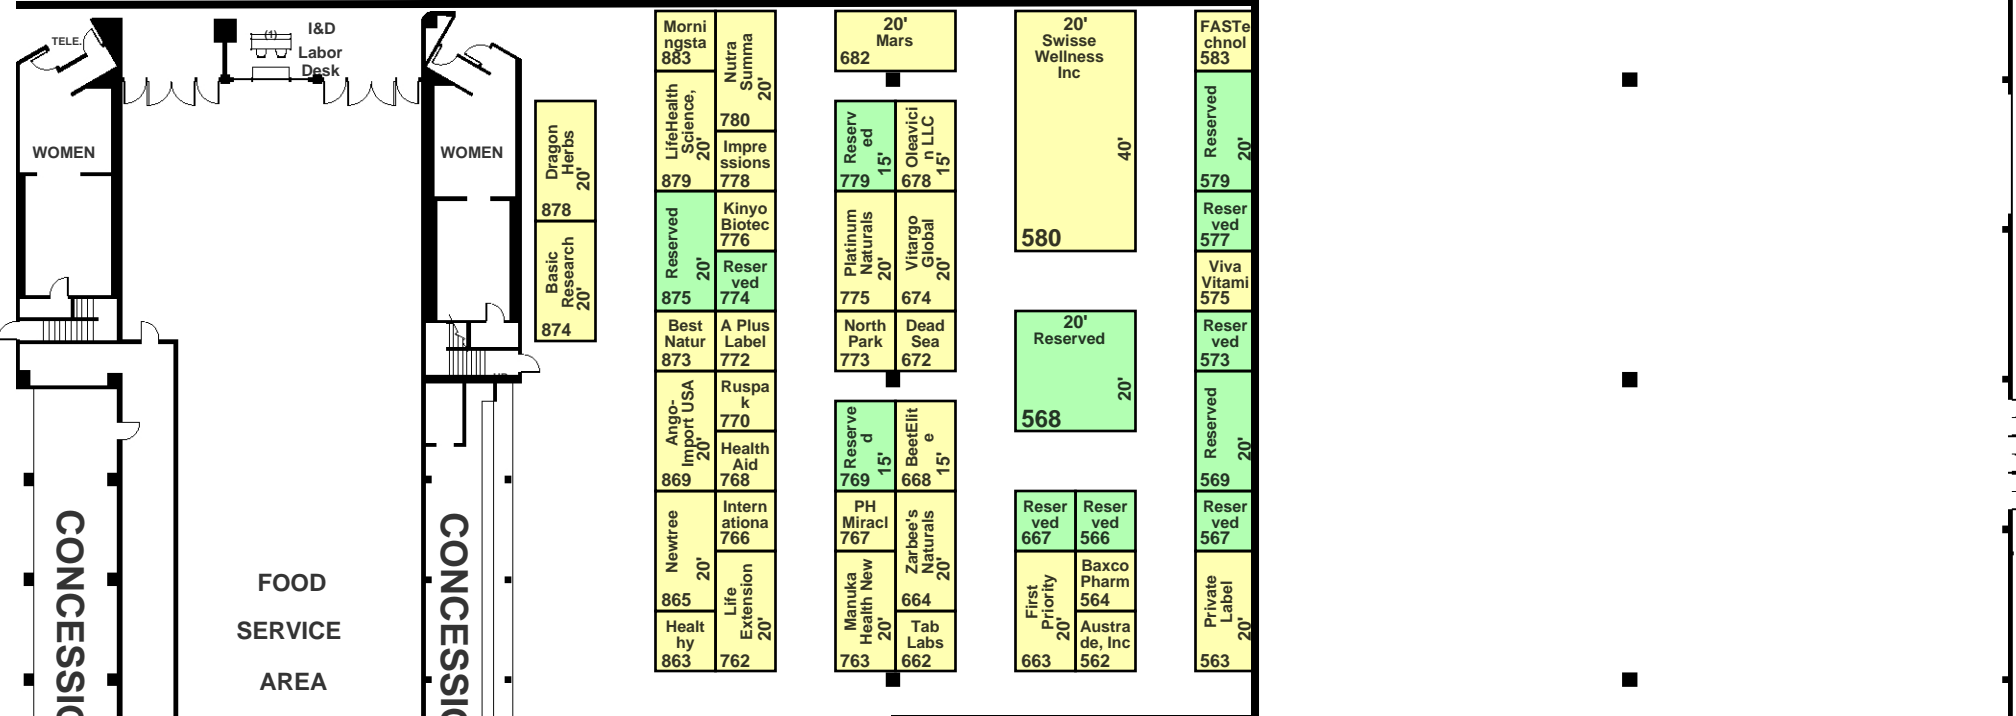 TELE.
(1)
I&D
Labor
Desk
WOMEN
WOMEN
FOOD
SERVICE
AREA
Dragon
Herbs
20'
878
Basic
Research
20'
874
Morni
ngsta
883
Nutra
Summa
20'
780
LifeHealth
Science,
20'
879
Impre
ssions
778
Reserved
20'
875
Kinyo
Biotec
776
Reser
ved
774
Best
Natur
873
A Plus
Label
772
Ango-
Import USA
20'
869
Ruspa
k
770
Health
Aid
768
Newtree
20'
865
Intern
ationa
766
Life
Extension
20'
762
Healt
hy
863
20'
Mars
682
Reserv
ed
15'
779
Oleavici
n LLC
15'
678
Platinum
Naturals
20'
775
Vitargo
Global
20'
674
North
Park
773
Dead
Sea
672
Reserve
d
15'
769
BeetElit
e
15'
668
PH
Miracl
767
Zarbee's
Naturals
20'
664
Manuka
Health New
20'
763
Tab
Labs
662
20'
Swisse
Wellness
Inc
40'
580
20'
Reserved
20'
568
Reser
ved
667
Reser
ved
566
First
Priority
20'
663
Baxco
Pharm
564
Austra
de, Inc
562
FASTe
chnol
583
Reserved
20'
579
Reser
ved
577
Viva
Vitami
575
Reser
ved
573
Reserved
20'
569
Reser
ved
567
Private
Label
20'
563